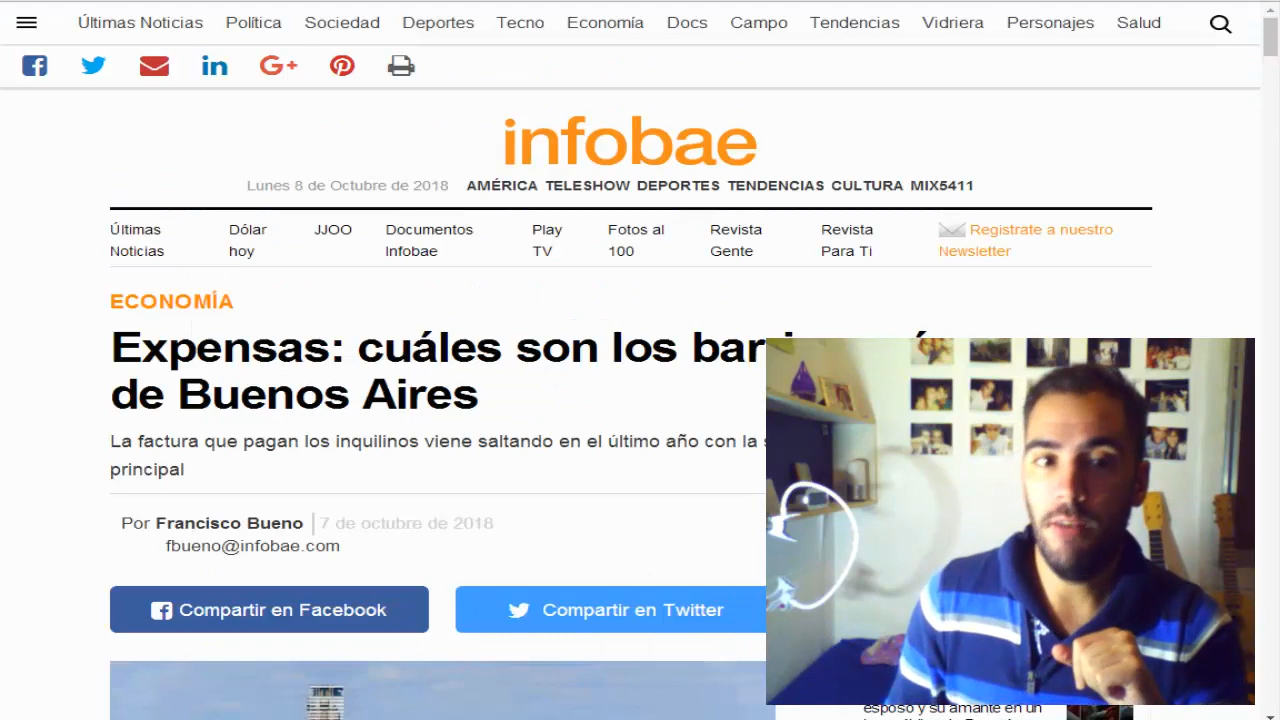 Últimas Noticias Política Sociedad Deportes Tecno Economía Docs Campo Tendencias Vidriera Personajes Salud
infobae
Lunes 8 de Octubre de 2018 AMÉRICA TELESHOW DEPORTES TENDENCIAS CULTURA MIX5411
Últimas Noticias
Dólar hoy
JJOO
Documentos Infobae
Play TV
Fotos al 100
Revista Gente
Revista Para Ti
Registrate a nuestro Newsletter
ECONOMÍA
Expensas: cuáles son los
de Buenos Aires
La factura que pagan los inquilinos viene saltando en el último año con la
principal
Por Francisco Bueno 7 de octubre de 2018
fbueno@infobae.com
Compartir en Facebook
Compartir en Twitter
esposo y su amante en un